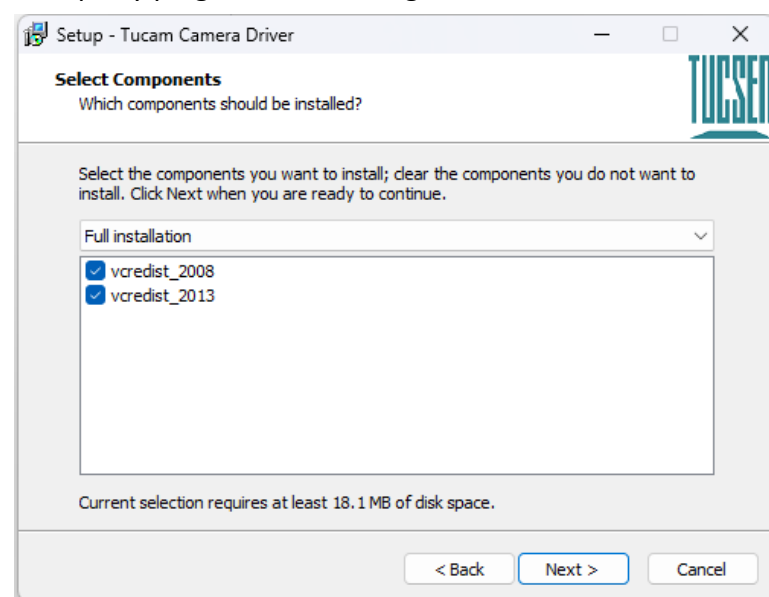 Setup - Tucam Camera Driver
Select Components
Which components should be installed?
TUCSEN
Select the components you want to install; clear the components you do not want to
install. Click Next when you are ready to continue.
Full installation
vcredist_2008
vcredist_2013
Current selection requires at least 18.1 MB of disk space.
< Back
Next >
Cancel